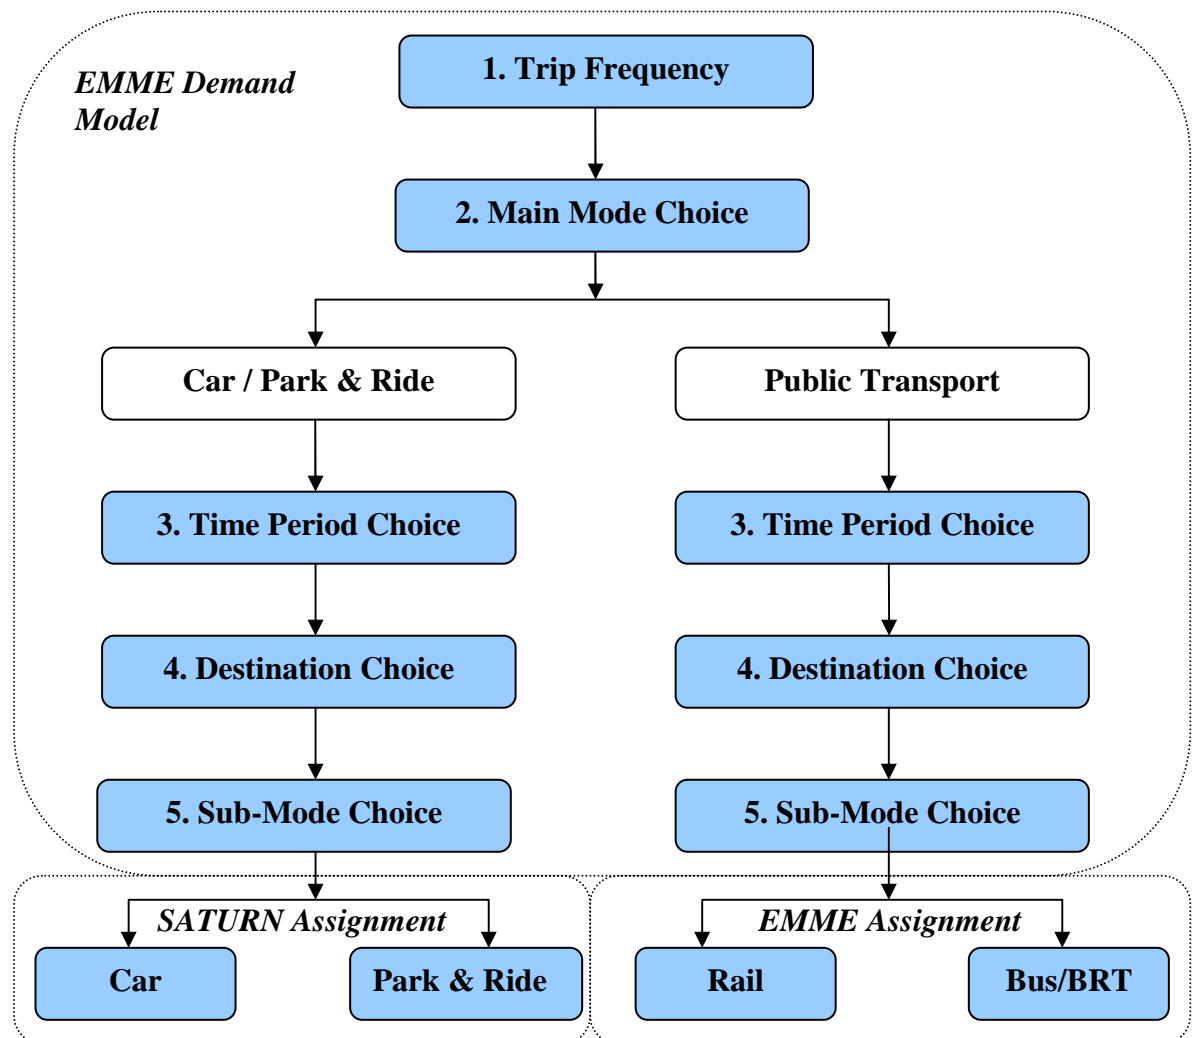 EMME Demand
Model
1. Trip Frequency
2. Main Mode Choice
Car / Park & Ride
Public Transport
3. Time Period Choice
3. Time Period Choice
4. Destination Choice
4. Destination Choice
5. Sub-Mode Choice
5. Sub-Mode Choice
SATURN Assignment
EMME Assignment
Car
Park & Ride
Rail
Bus/BRT